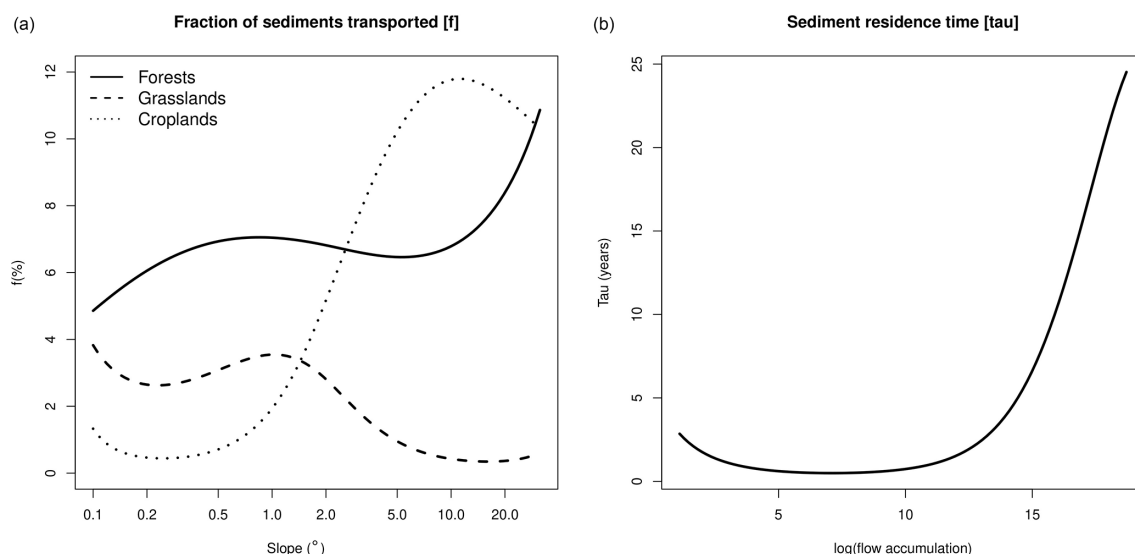 (a)
Fraction of sediments transported [f]
Forests
Grasslands
Croplands
f(%)
12
10
8
6
4
2
0
0.1 0.2 0.5 1.0 2.0 5.0 10.0 20.0
Slope (°)
(b)
Sediment residence time [tau]
Tau (years)
25
20
15
10
5
0
5 10 15
log(flow accumulation)